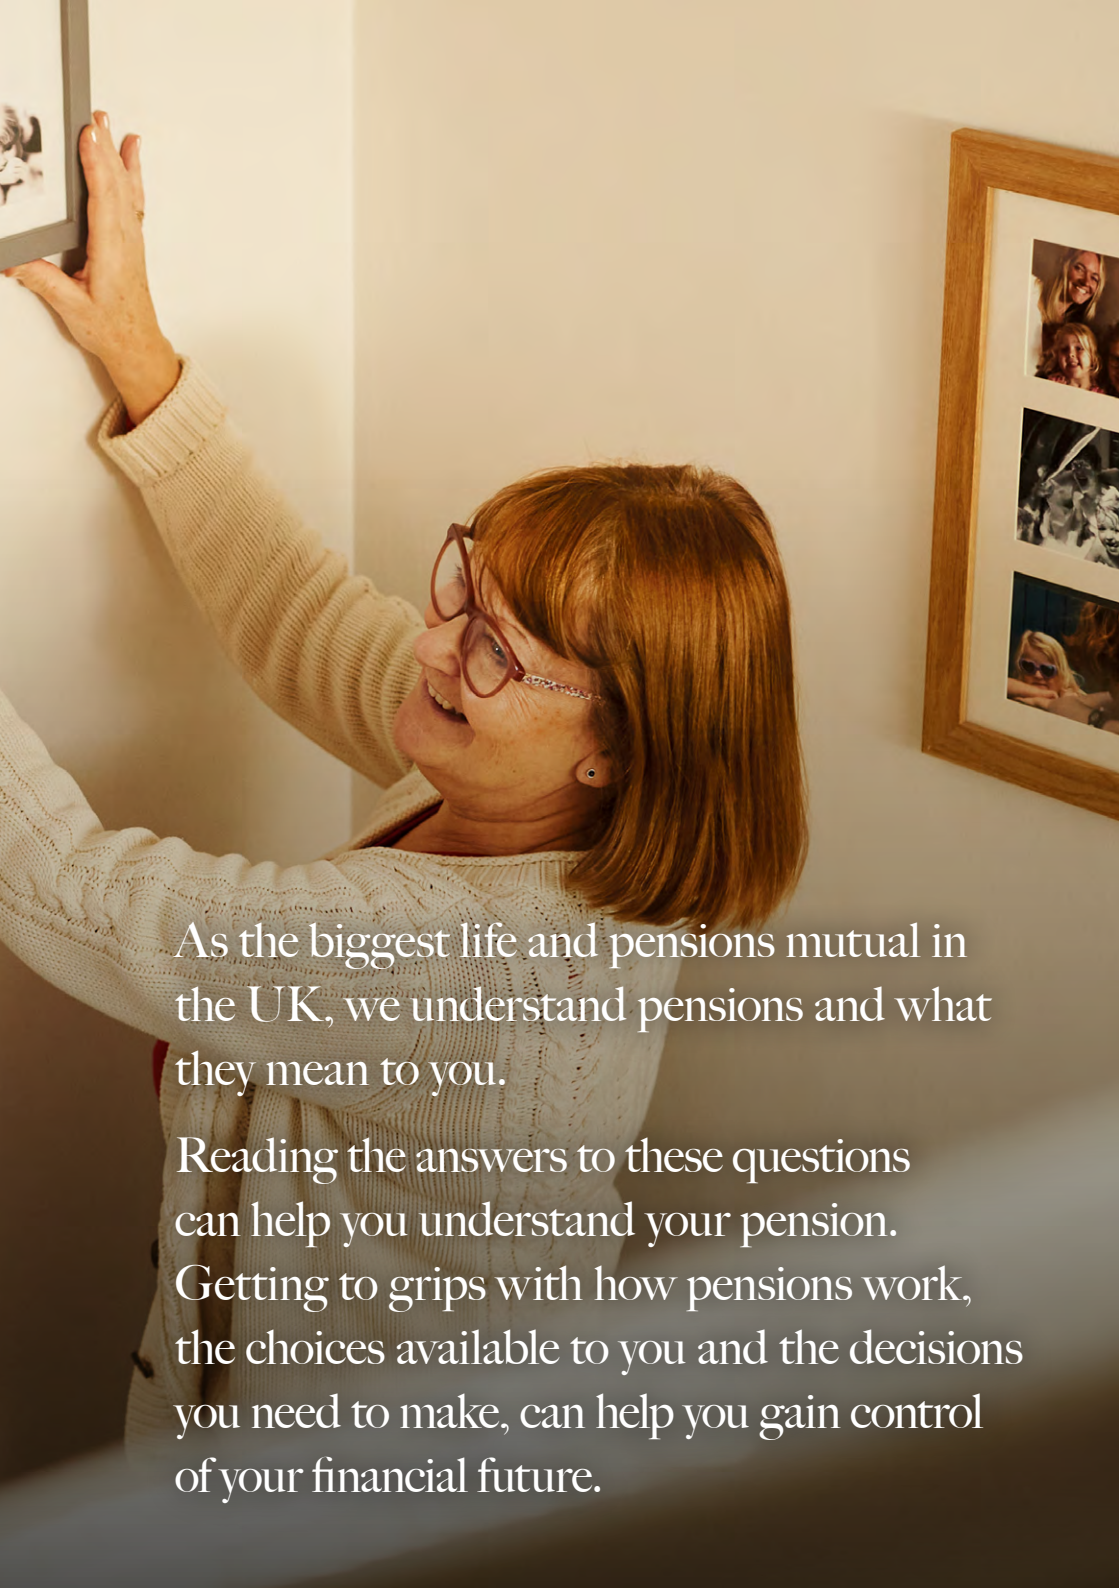 As the biggest life and pensions mutual in
the UK, we understand pensions and what
they mean to you.
Reading the answers to these questions
can help you understand your pension.
Getting to grips with how pensions work,
the choices available to you and the decisions
you need to make, can help you gain control
of your financial future.